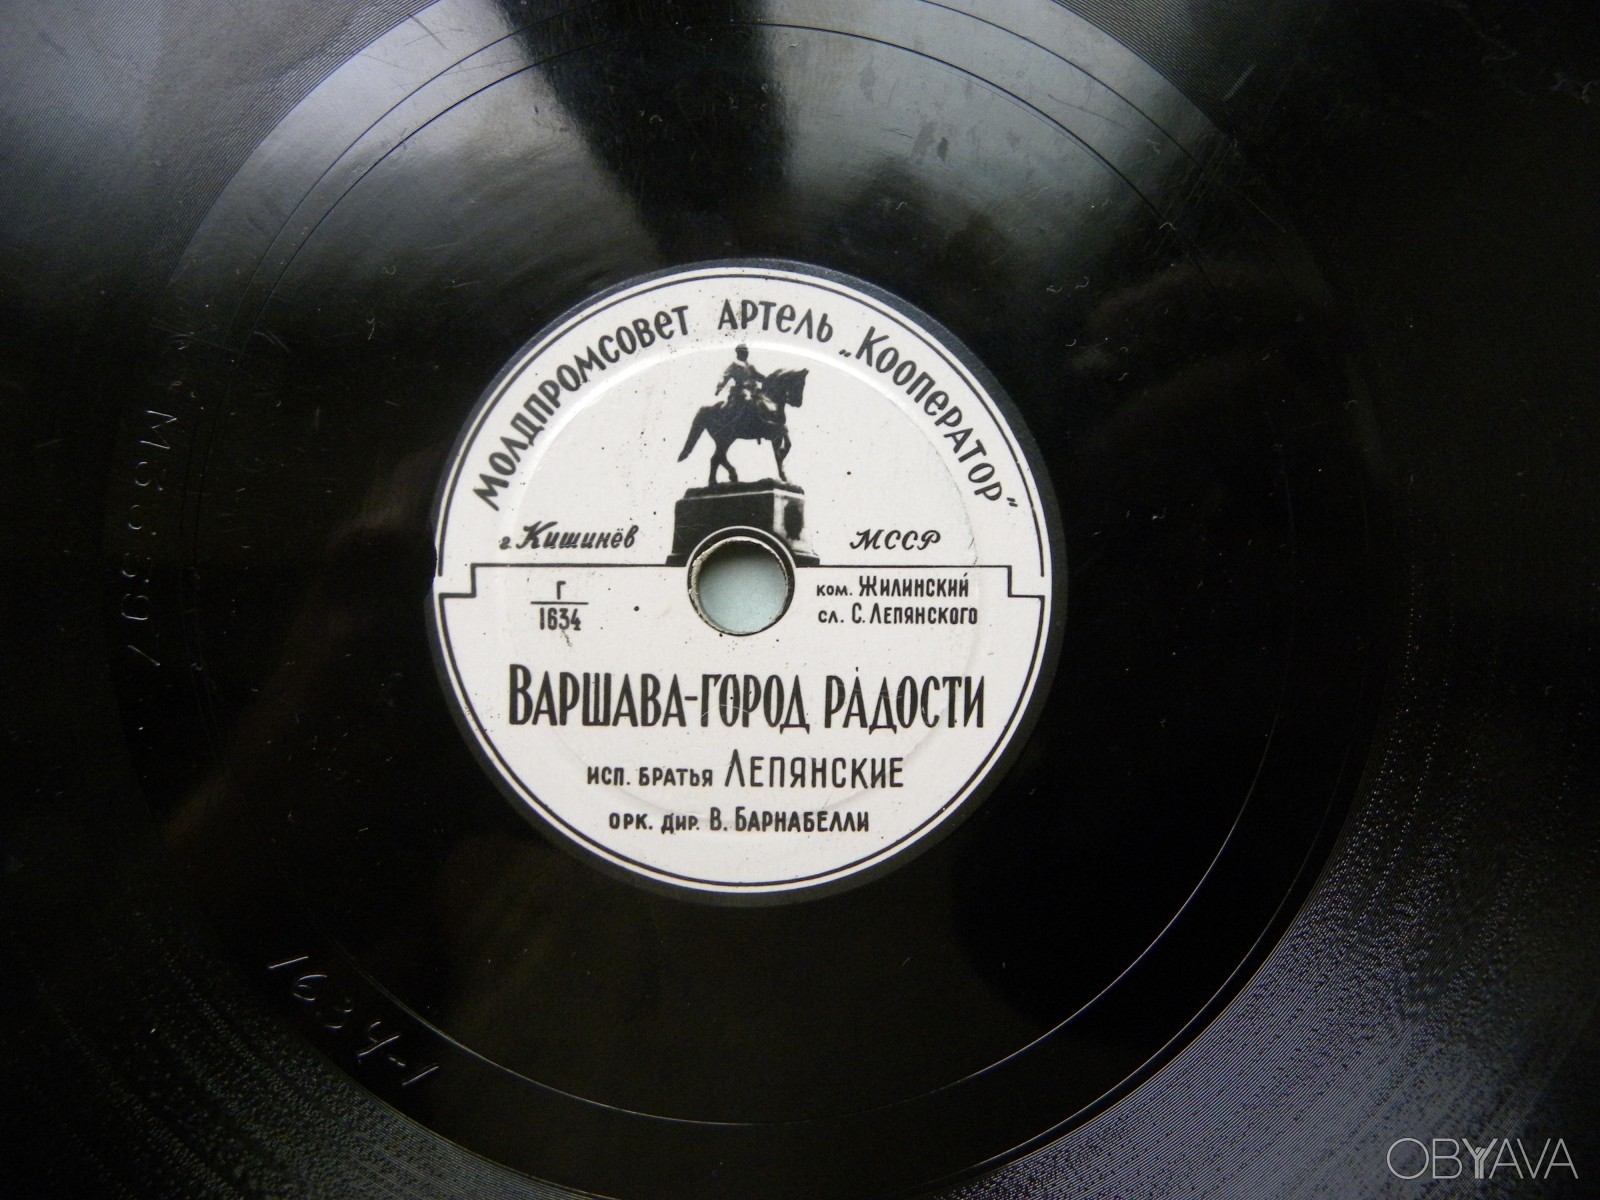 МОЛДПРОМСОВЕТ АРТЕЛЬ „КООПЕРАТОР"
г. Кишинёв
МССР
Г
1634
ком. ЖИЛИНСКИЙ
сл. С. ЛЕПЯНСКОГО
ВАРШАВА-ГОРОД РАДОСТИ
исп. БРАТЬЯ ЛЕПЯНСКИЕ
ОРК. ДИР. В. БАРНАБЕЛЛИ
1634-1
OBYAVA